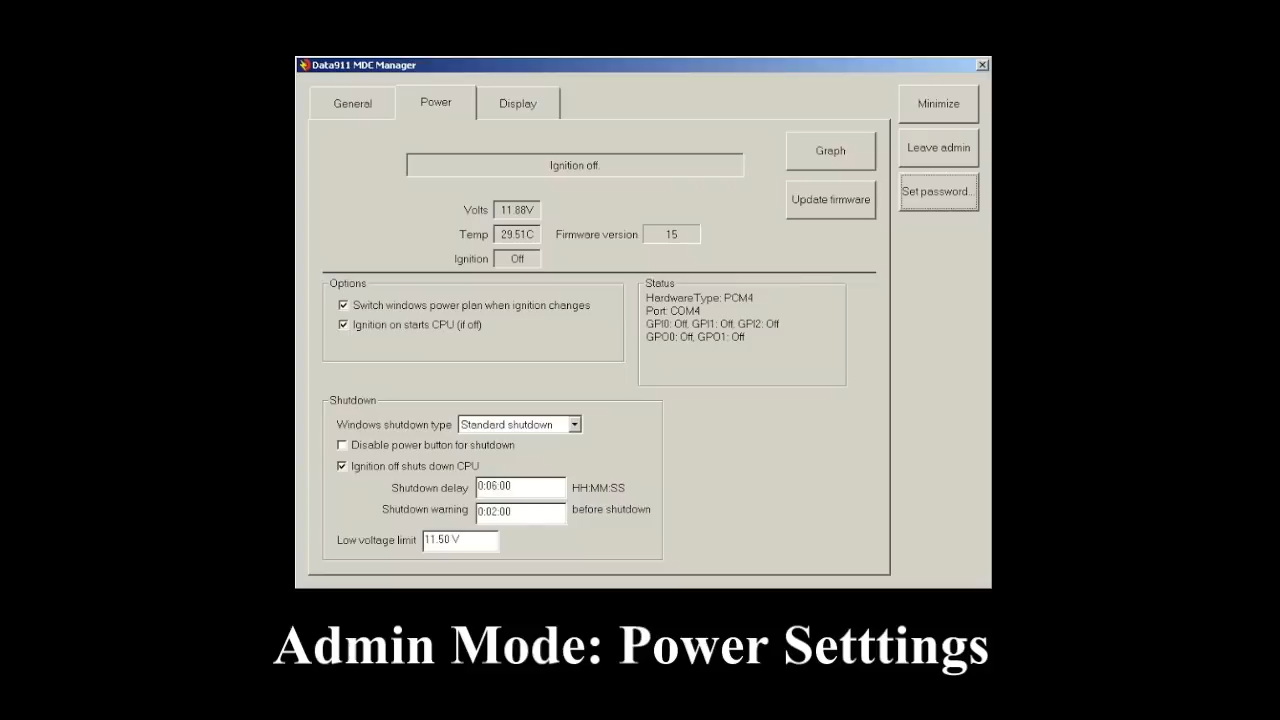 Data911 MDC Manager
General
Power
Display
Minimize
Leave admin
Set password...
Graph
Update firmware
Ignition off.
Volts 11.88V
Temp 29.51C Firmware version 15
Ignition Off
Options
Switch windows power plan when ignition changes
Ignition on starts CPU (if off)
Status
HardwareType: PCM4
Port: COM4
GPI0: Off, GPI1: Off, GPI2: Off
GPO0: Off, GPO1: Off
Shutdown
Windows shutdown type Standard shutdown
Disable power button for shutdown
Ignition off shuts down CPU
Shutdown delay 0:06:00 HH:MM:SS
Shutdown warning 0:02:00 before shutdown
Low voltage limit 11.50 V
Admin Mode: Power Setttings